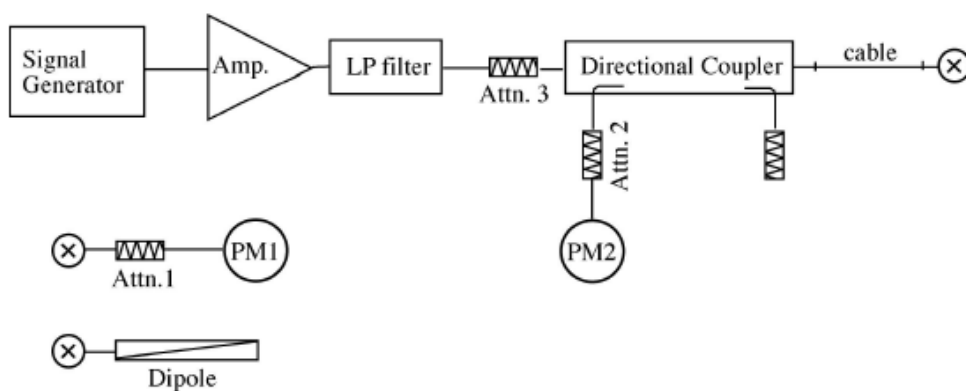 Signal
Generator
Amp.
LP filter
Attn. 3
Directional Coupler
cable
Attn. 2
PM2
PM1
Attn.1
Dipole